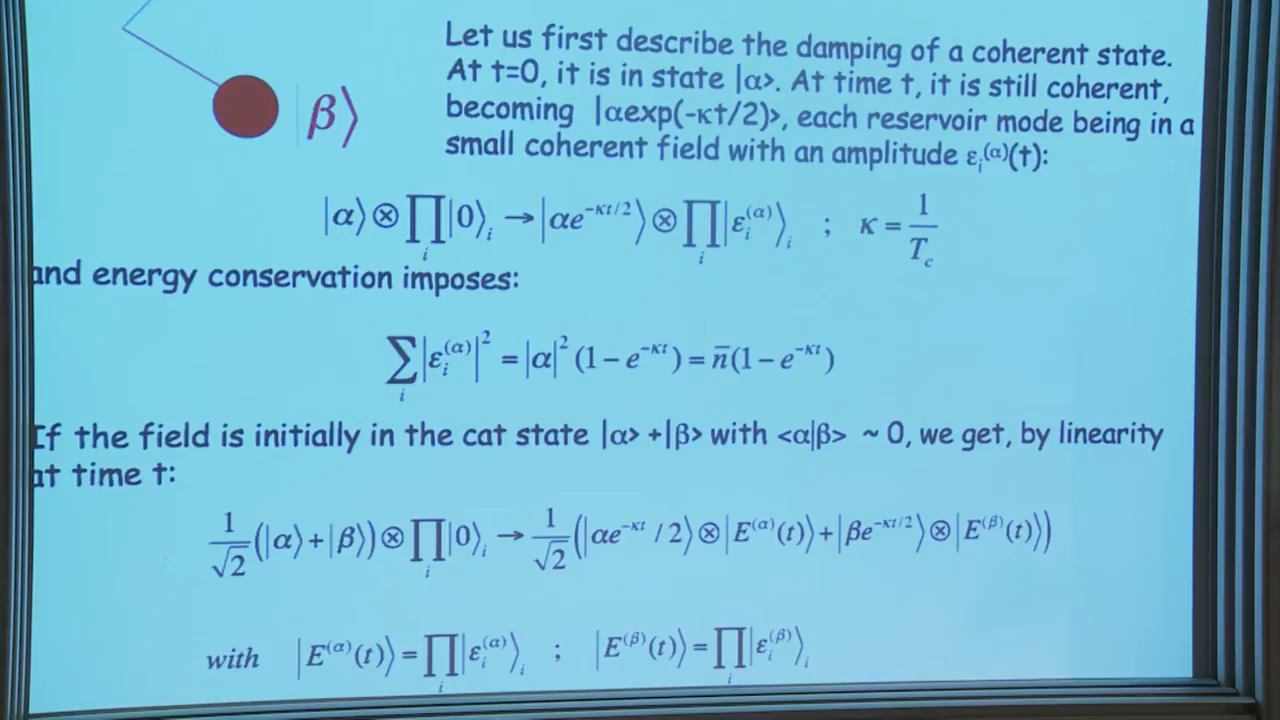 Let us first describe the damping of a coherent state.
At t=0, it is in state |α>. At time t, it is still coherent,
becoming |αexp(-κt/2)>, each reservoir mode being in a
small coherent field with an amplitude εᵢ⁽ᵅ⁾(t):
|β⟩
|α⟩⊗∏ᵢ|0⟩ᵢ → |αe^{-κt/2}⟩⊗∏ᵢ|εᵢ^{(α)}⟩ᵢ ; κ = 1/T_c
and energy conservation imposes:
∑ᵢ|εᵢ^{(α)}|² = |α|²(1−e^{-κt}) = n̄(1−e^{-κt})
If the field is initially in the cat state |α> +|β> with <α|β> ~ 0, we get, by linearity
at time t:
1/√2(|α⟩+|β⟩)⊗∏ᵢ|0⟩ᵢ → 1/√2(|αe^{-κt}/2⟩⊗|E^{(α)}(t)⟩+|βe^{-κt/2}⟩⊗|E^{(β)}(t)⟩)
with |E^{(α)}(t)⟩ = ∏ᵢ|εᵢ^{(α)}⟩ᵢ ; |E^{(β)}(t)⟩ = ∏ᵢ|εᵢ^{(β)}⟩ᵢ